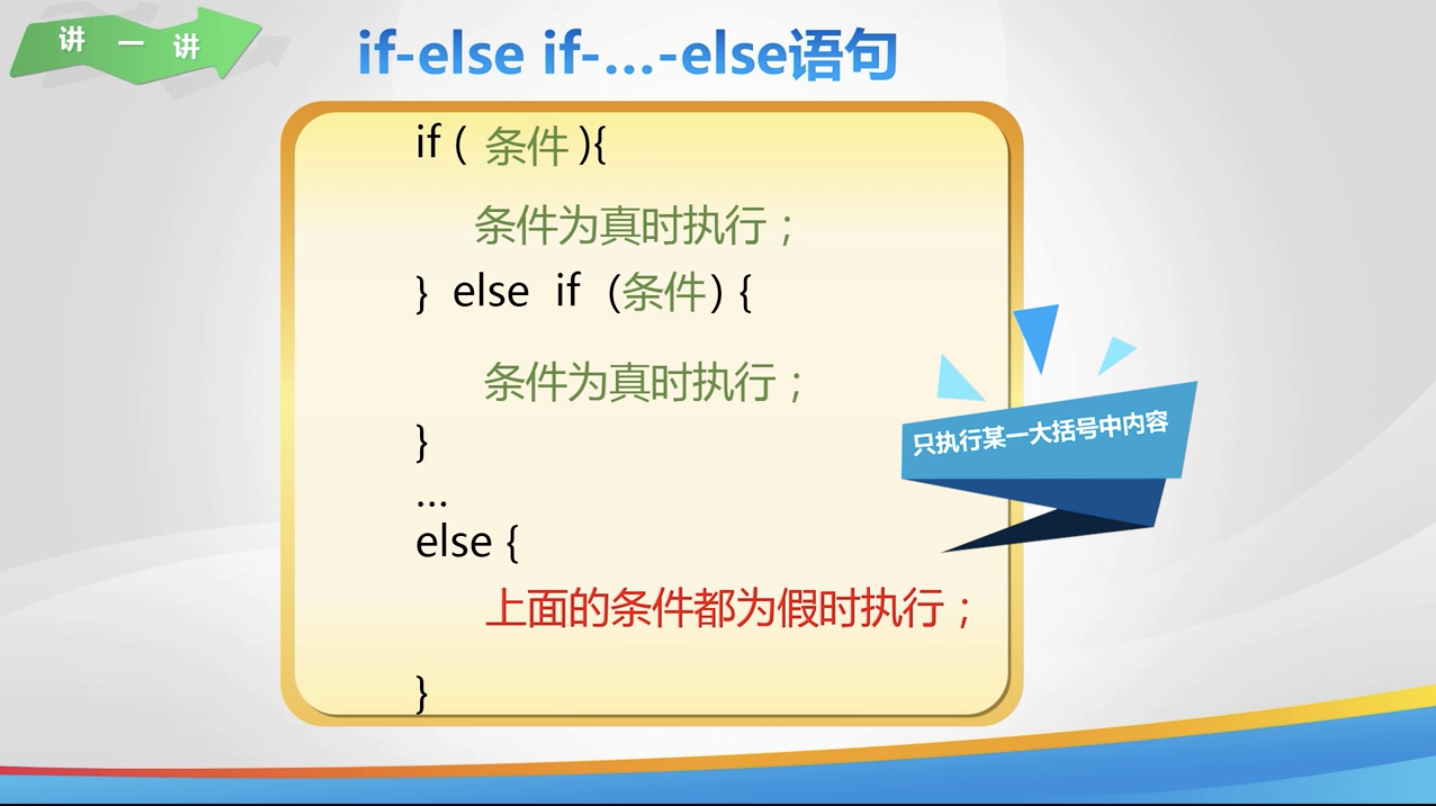 讲一讲
if-else if-...-else语句
if ( 条件 ){
条件为真时执行；
} else if (条件) {
条件为真时执行；
}
...
else {
上面的条件都为假时执行；
}
只执行某一大括号中内容